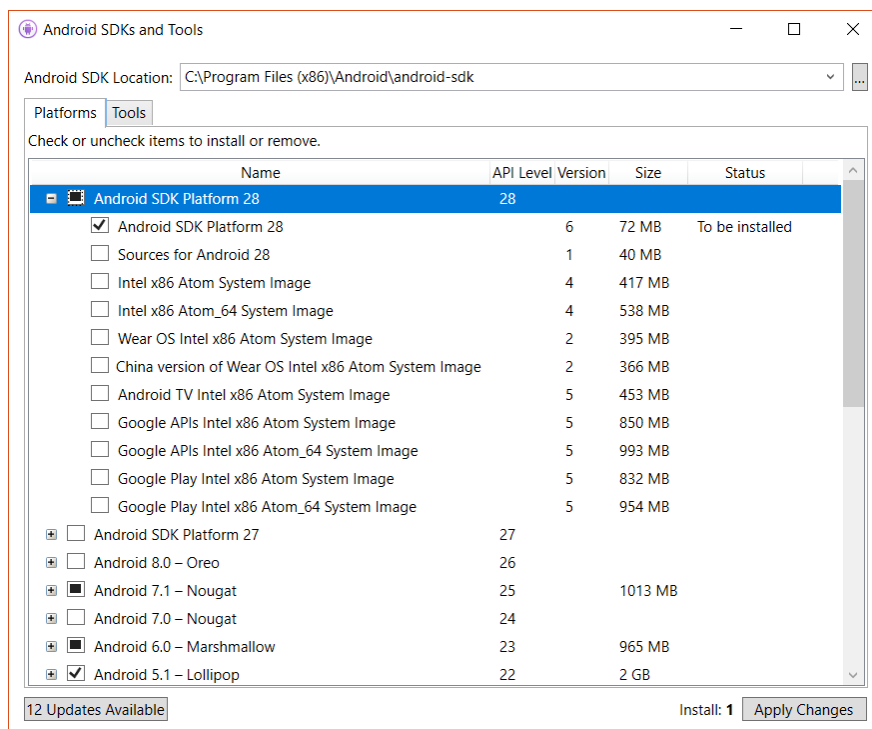 Android SDKs and Tools
Android SDK Location: C:\Program Files (x86)\Android\android-sdk ...
Platforms Tools
Check or uncheck items to install or remove.
Name API Level Version Size Status
Android SDK Platform 28 28
Android SDK Platform 28 6 72 MB To be installed
Sources for Android 28 1 40 MB
Intel x86 Atom System Image 4 417 MB
Intel x86 Atom_64 System Image 4 538 MB
Wear OS Intel x86 Atom System Image 2 395 MB
China version of Wear OS Intel x86 Atom System Image 2 366 MB
Android TV Intel x86 Atom System Image 5 453 MB
Google APIs Intel x86 Atom System Image 5 850 MB
Google APIs Intel x86 Atom_64 System Image 5 993 MB
Google Play Intel x86 Atom System Image 5 832 MB
Google Play Intel x86 Atom_64 System Image 5 954 MB
Android SDK Platform 27 27
Android 8.0 – Oreo 26
Android 7.1 – Nougat 25 1013 MB
Android 7.0 – Nougat 24
Android 6.0 – Marshmallow 23 965 MB
Android 5.1 – Lollipop 22 2 GB
12 Updates Available Install: 1 Apply Changes